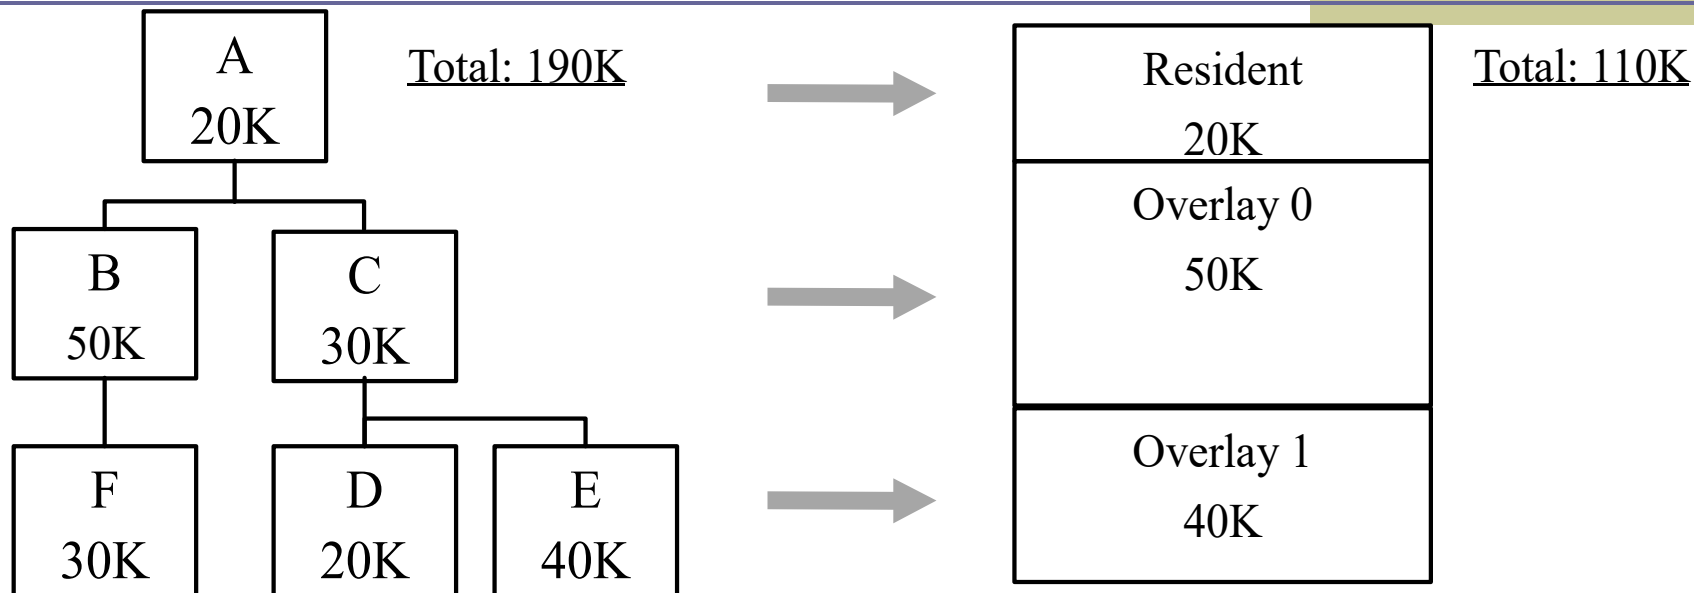 A
20K
Total: 190K
B
50K
C
30K
F
30K
D
20K
E
40K
Resident
20K
Total: 110K
Overlay 0
50K
Overlay 1
40K